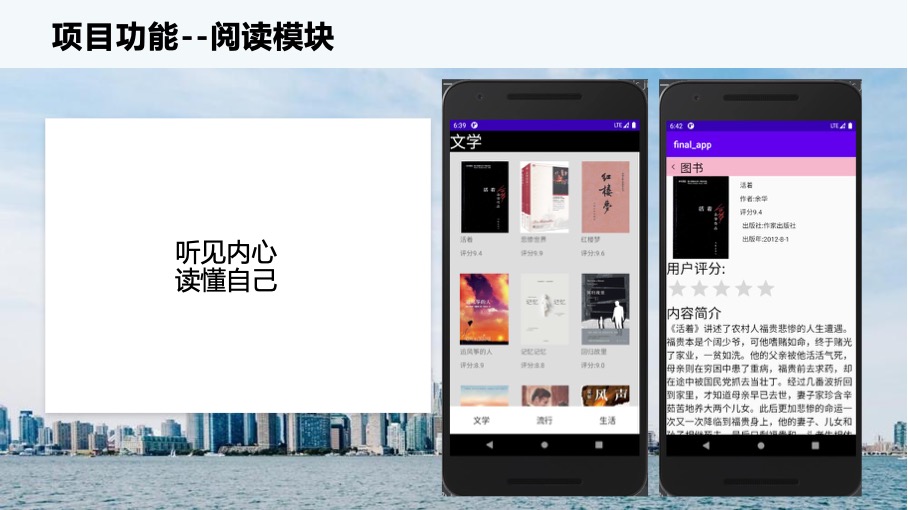 项目功能--阅读模块
听见内心
读懂自己
6:39
LTE
文学
活着
红楼梦
评分9.4
评分9.9
评分:9.6
追风筝的人
记忆记忆
回归故里
评分:8.9
评分:8.8
评分:9.0
风声
文学
流行
生活
6:42
LTE
final_app
< 图书
活着
作者:余华
评分9.4
出版社:作家出版社
出版年:2012-8-1
用户评分:
内容简介
《活着》讲述了农村人福贵悲惨的人生遭遇。
福贵本是个阔少爷，可他嗜赌如命，终于赌光
了家业，一贫如洗。他的父亲被他活活气死，
母亲则在穷困中患了重病，福贵前去求药，却
在途中被国民党抓去当壮丁。经过几番波折回
到家里，才知道母亲早已去世，妻子家珍含辛
茹苦地养大两个儿女。此后更加悲惨的命运一
次又一次降临到福贵身上，他的妻子、儿女和